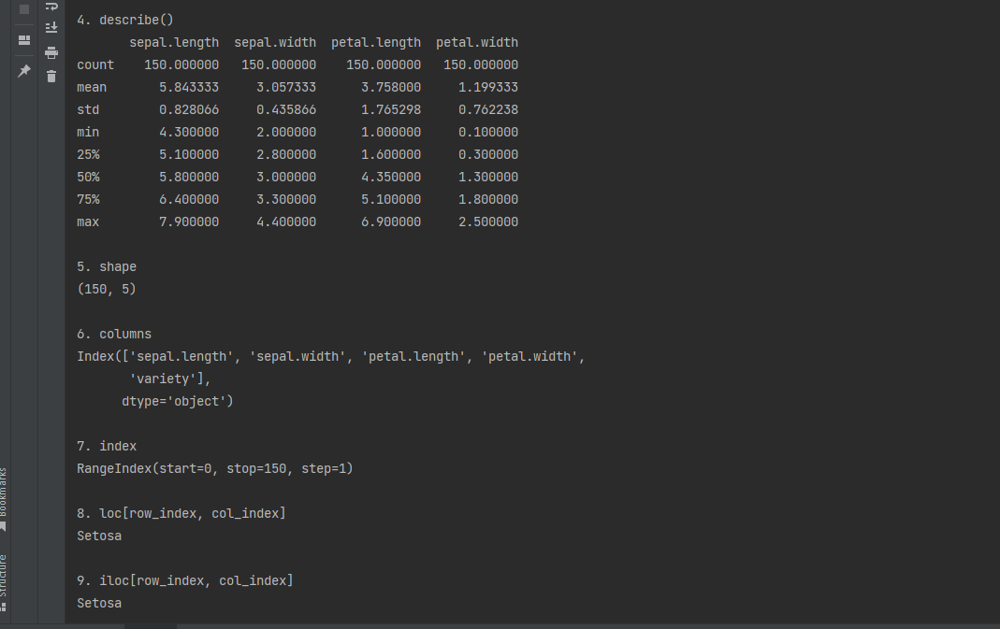 4. describe()
       sepal.length  sepal.width  petal.length  petal.width
count    150.000000   150.000000    150.000000   150.000000
mean       5.843333     3.057333      3.758000     1.199333
std        0.828066     0.435866      1.765298     0.762238
min        4.300000     2.000000      1.000000     0.100000
25%        5.100000     2.800000      1.600000     0.300000
50%        5.800000     3.000000      4.350000     1.300000
75%        6.400000     3.300000      5.100000     1.800000
max        7.900000     4.400000      6.900000     2.500000
5. shape
(150, 5)
6. columns
Index(['sepal.length', 'sepal.width', 'petal.length', 'petal.width',
       'variety'],
      dtype='object')
7. index
RangeIndex(start=0, stop=150, step=1)
8. loc[row_index, col_index]
Setosa
9. iloc[row_index, col_index]
Setosa
Bookmarks
Structure